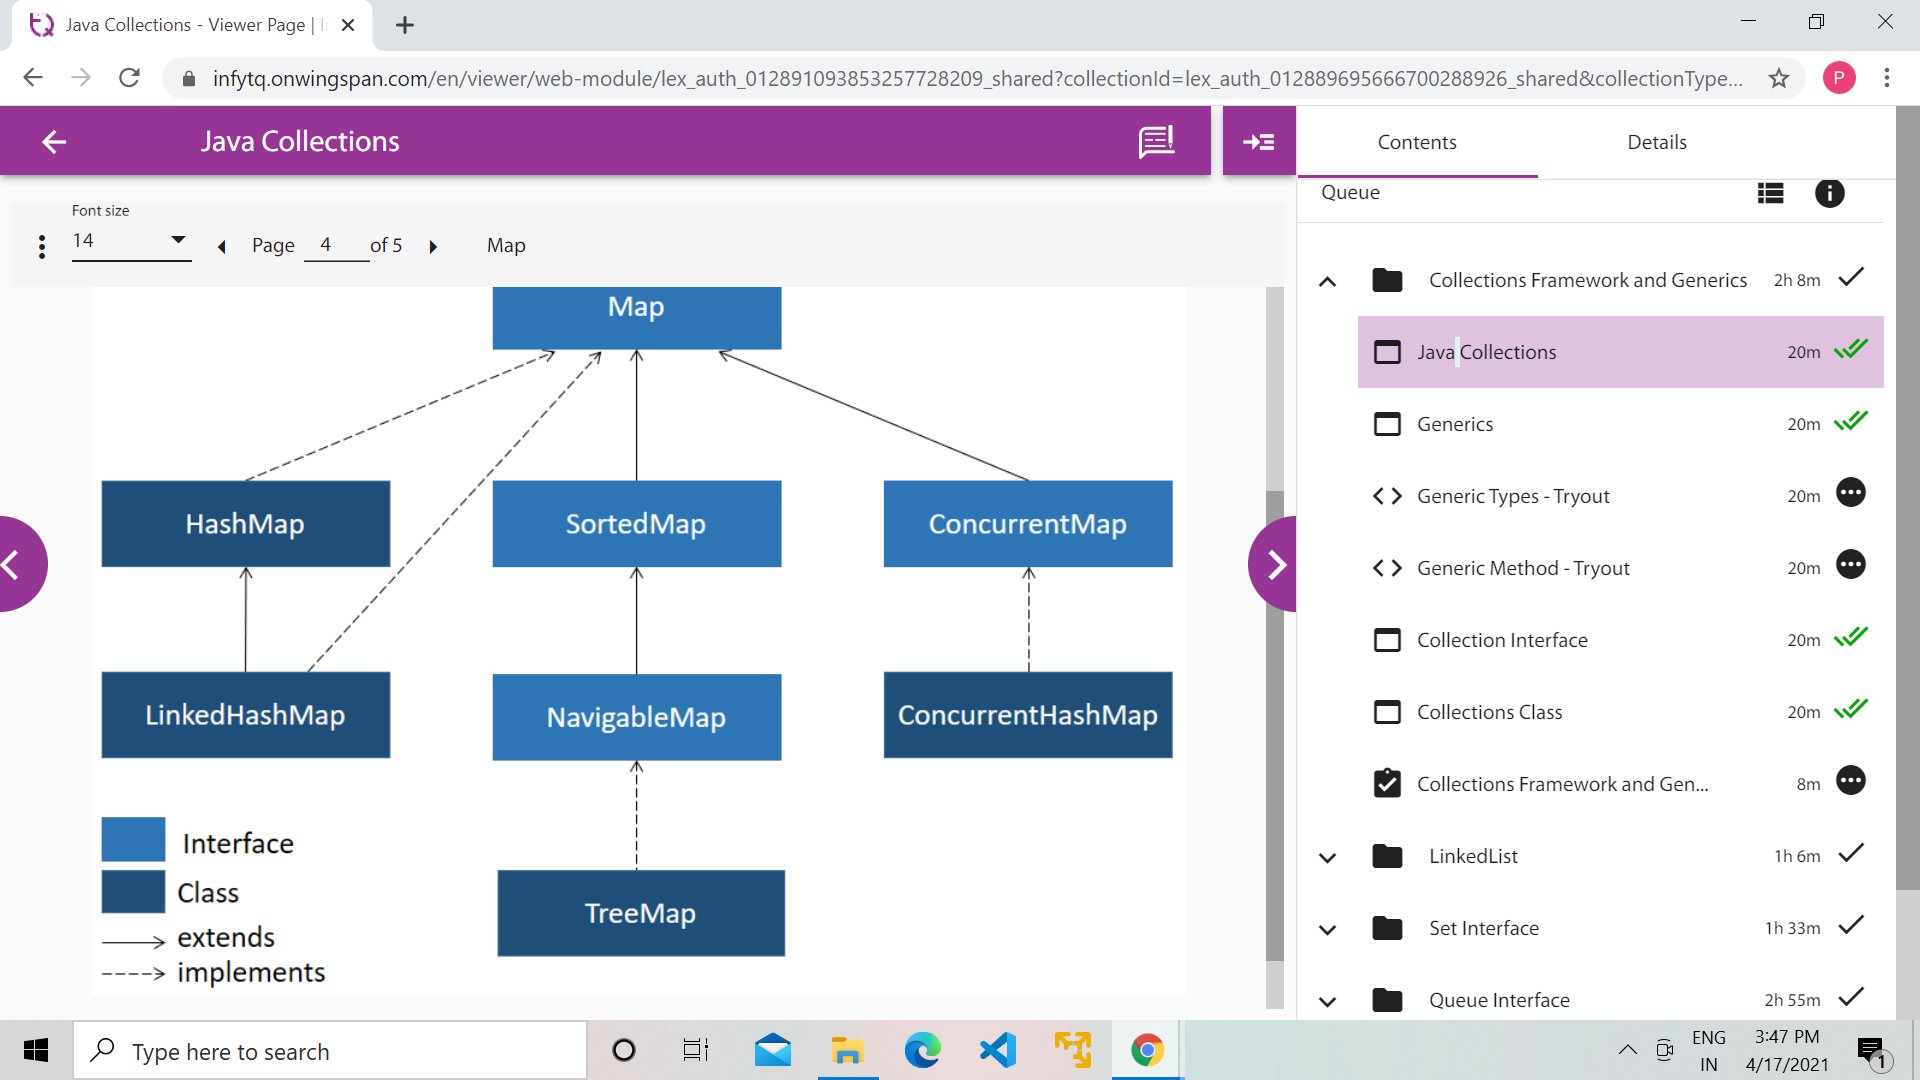 Java Collections - Viewer Page |
infytq.onwingspan.com/en/viewer/web-module/lex_auth_012891093853257728209_shared?collectionId=lex_auth_012889695666700288926_shared&collectionType...
P
Java Collections
Font size
14
Page 4 of 5
Map
Map
HashMap
SortedMap
ConcurrentMap
LinkedHashMap
NavigableMap
ConcurrentHashMap
TreeMap
Interface
Class
extends
implements
Contents
Details
Queue
Collections Framework and Generics 2h 8m
Java Collections 20m
Generics 20m
Generic Types - Tryout 20m
Generic Method - Tryout 20m
Collection Interface 20m
Collections Class 20m
Collections Framework and Gen... 8m
LinkedList 1h 6m
Set Interface 1h 33m
Queue Interface 2h 55m
Type here to search
ENG
IN
3:47 PM
4/17/2021
1